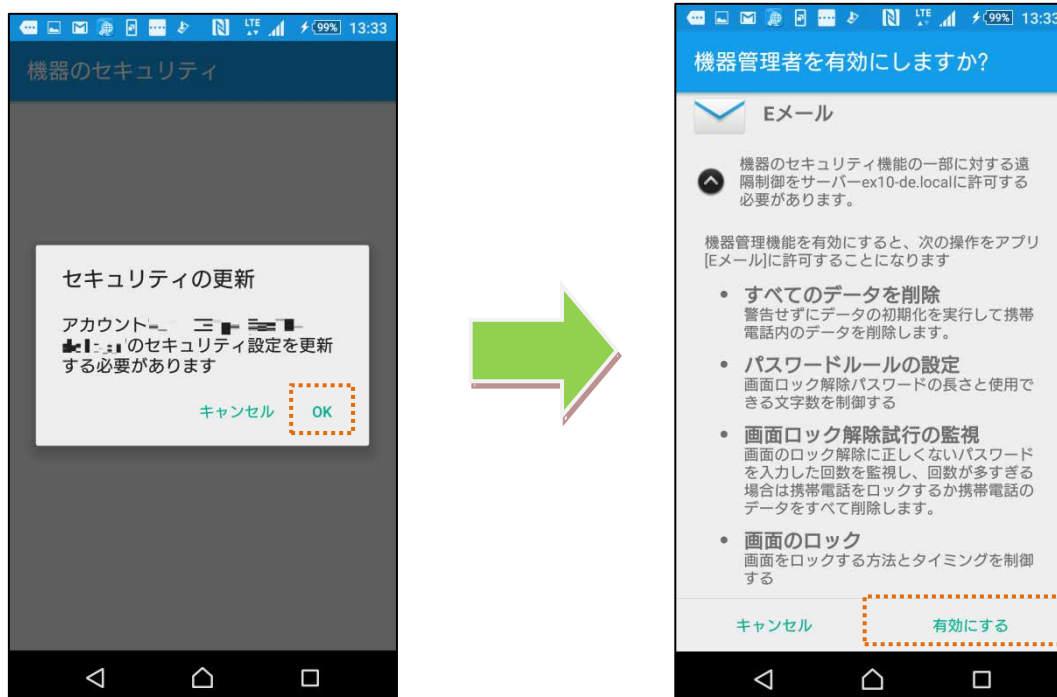 LTE
99%
13:33
機器のセキュリティ
セキュリティの更新
アカウント
のセキュリティ設定を更新
する必要があります
キャンセル
OK
LTE
99%
13:33
機器管理者を有効にしますか?
Eメール
機器のセキュリティ機能の一部に対する遠
隔制御をサーバーex10-de.localに許可する
必要があります。
機器管理機能を有効にすると、次の操作をアプリ
[Eメール]に許可することになります
• すべてのデータを削除
警告せずにデータの初期化を実行して携帯
電話内のデータを削除します。
• パスワードルールの設定
画面ロック解除パスワードの長さと使用で
きる文字数を制御する
• 画面ロック解除試行の監視
画面のロック解除に正しくないパスワード
を入力した回数を監視し、回数が多すぎる
場合は携帯電話をロックするか携帯電話の
データをすべて削除します。
• 画面のロック
画面をロックする方法とタイミングを制御
する
キャンセル
有効にする